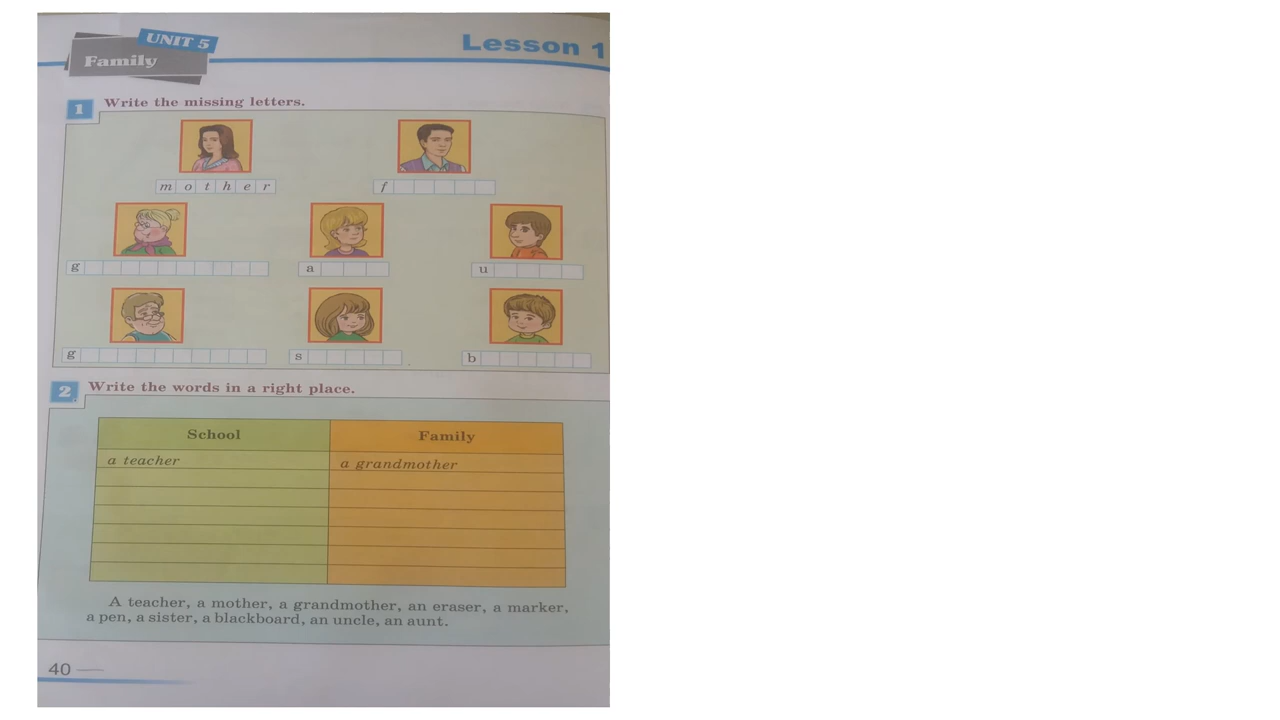 UNIT 5
Family
Lesson 1
1 Write the missing letters.
m o t h e r
f
g
a
u
g
s
b
2 Write the words in a right place.
School Family
a teacher a grandmother
A teacher, a mother, a grandmother, an eraser, a marker,
a pen, a sister, a blackboard, an uncle, an aunt.
40